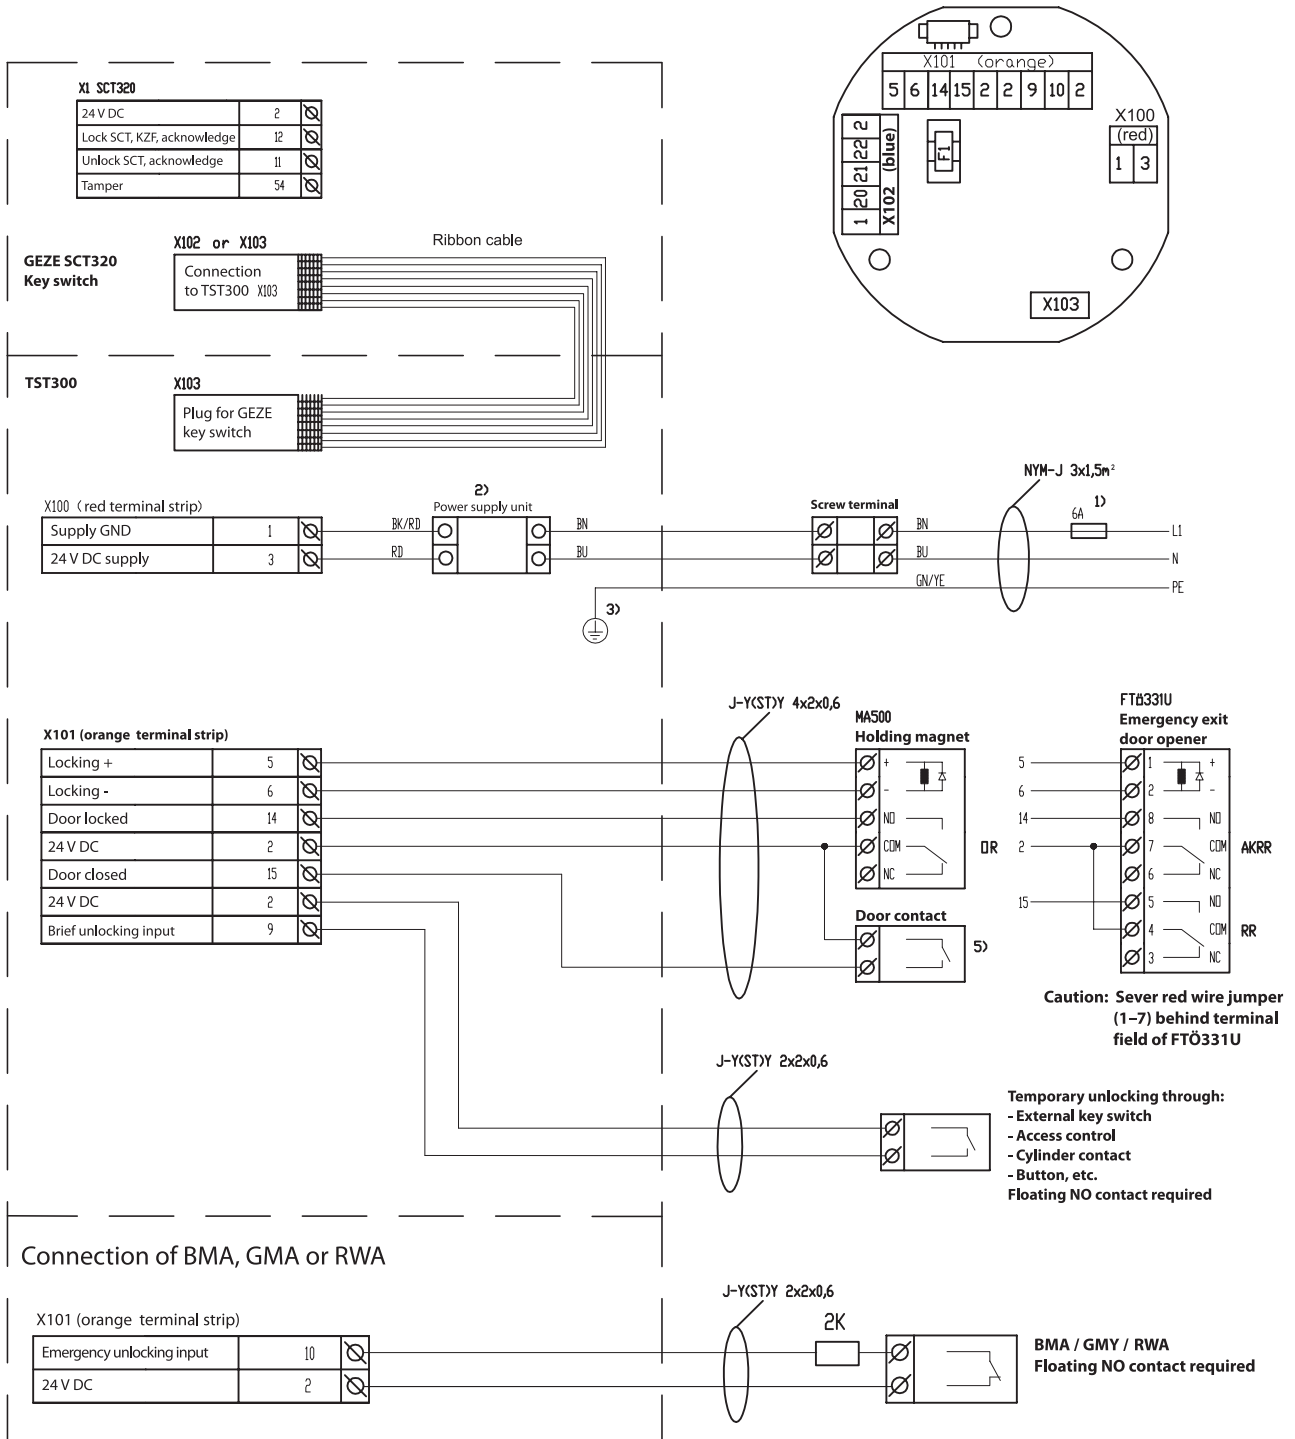 X1 SCT320
24 V DC 2
Lock SCT, KZF, acknowledge 12
Unlock SCT, acknowledge 11
Tamper 54
X101 (orange)
5 6 14 15 2 2 9 10 2
X100
(red)
1 3
F1
1 20 21 22 2
X102 (blue)
X103
GEZE SCT320
Key switch
X102 or X103
Connection
to TST300 X103
Ribbon cable
TST300
X103
Plug for GEZE
key switch
X100 (red terminal strip)
Supply GND 1
24 V DC supply 3
BK/RD
RD
2)
Power supply unit
BN
BU
Screw terminal
BN
BU
GN/YE
NYM-J 3x1,5m²
6A
1)
L1
N
PE
3)
X101 (orange terminal strip)
Locking + 5
Locking - 6
Door locked 14
24 V DC 2
Door closed 15
24 V DC 2
Brief unlocking input 9
J-Y(ST)Y 4x2x0,6
MA500
Holding magnet
+
-
NO
COM
NC
OR
Door contact
5)
5
6
14
2
15
FTÖ331U
Emergency exit
door opener
1 +
2 -
8 NO
7 COM AKRR
6 NC
5 NO
4 COM RR
3 NC
Caution: Sever red wire jumper
(1–7) behind terminal
field of FTÖ331U
J-Y(ST)Y 2x2x0,6
Temporary unlocking through:
- External key switch
- Access control
- Cylinder contact
- Button, etc.
Floating NO contact required
Connection of BMA, GMA or RWA
X101 (orange terminal strip)
Emergency unlocking input 10
24 V DC 2
J-Y(ST)Y 2x2x0,6
2K
BMA / GMY / RWA
Floating NO contact required